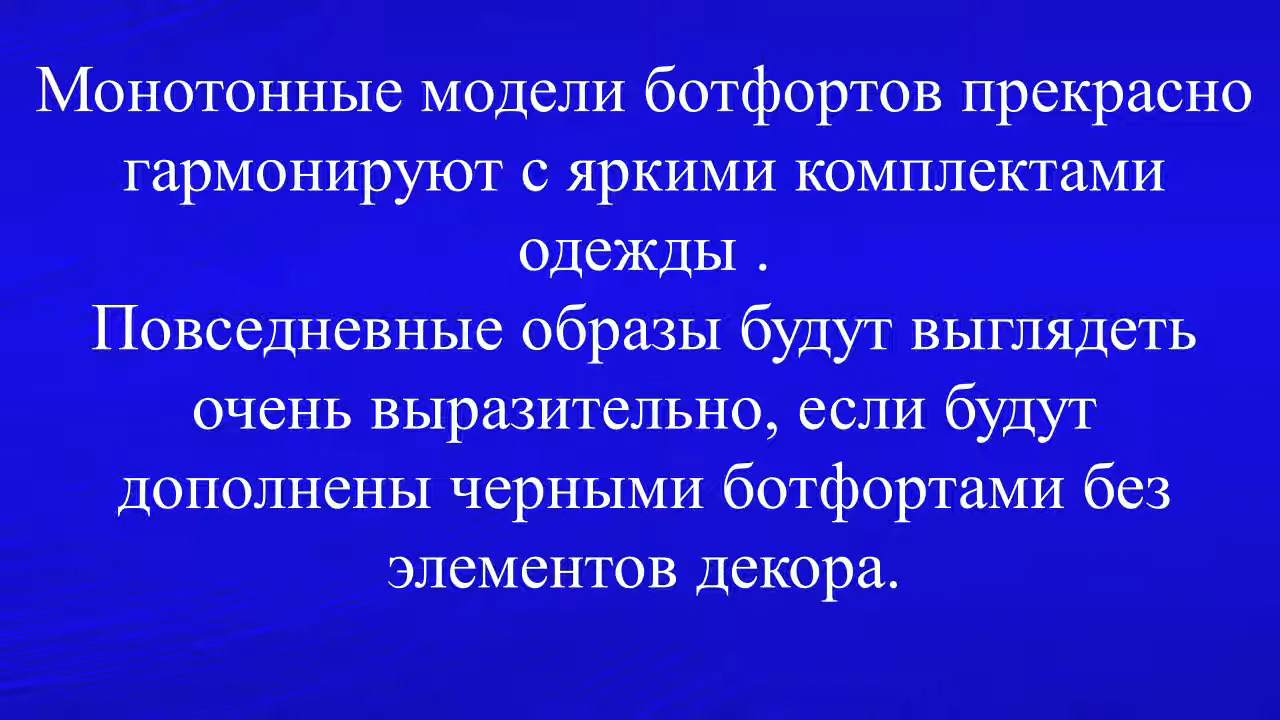 Монотонные модели ботфортов прекрасно
гармонируют с яркими комплектами
одежды .
Повседневные образы будут выглядеть
очень выразительно, если будут
дополнены черными ботфортами без
элементов декора.